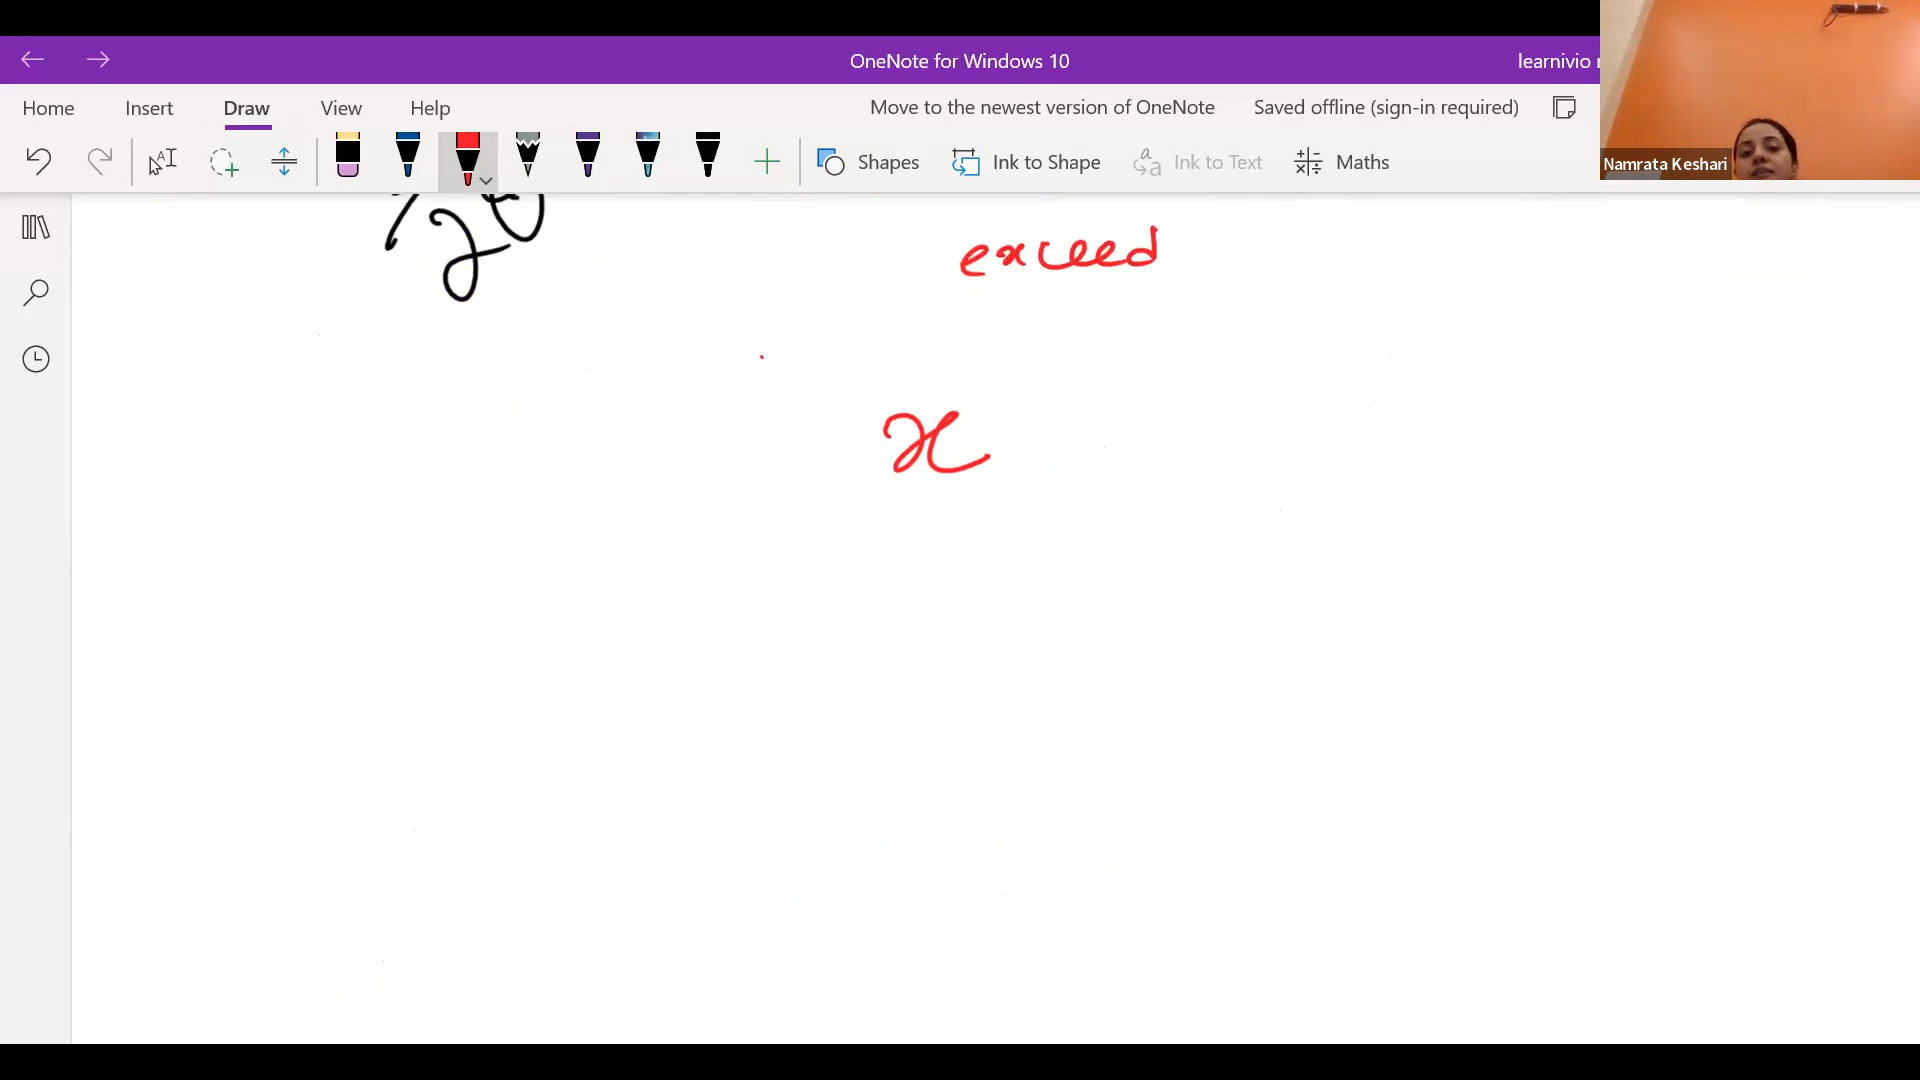 OneNote for Windows 10
learnivio
Home Insert Draw View Help
Move to the newest version of OneNote Saved offline (sign-in required)
Shapes Ink to Shape Ink to Text Maths
Namrata Keshari
exceed
x